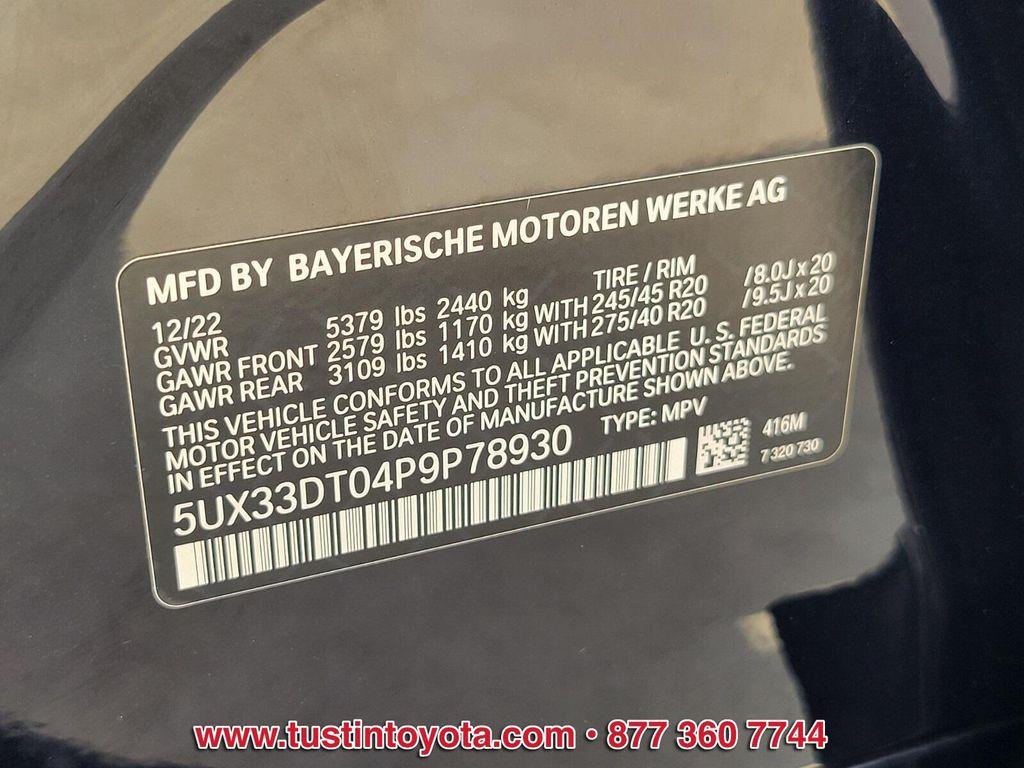 MFD BY BAYERISCHE MOTOREN WERKE AG
12/22 TIRE / RIM
GVWR 5379 lbs 2440 kg
GAWR FRONT 2579 lbs 1170 kg WITH 245/45 R20 /8.0J x 20
GAWR REAR 3109 lbs 1410 kg WITH 275/40 R20 /9.5J x 20
THIS VEHICLE CONFORMS TO ALL APPLICABLE U. S. FEDERAL
MOTOR VEHICLE SAFETY AND THEFT PREVENTION STANDARDS
IN EFFECT ON THE DATE OF MANUFACTURE SHOWN ABOVE.
5UX33DT04P9P78930 TYPE: MPV
416M
7 320 730
www.tustintoyota.com • 877 360 7744